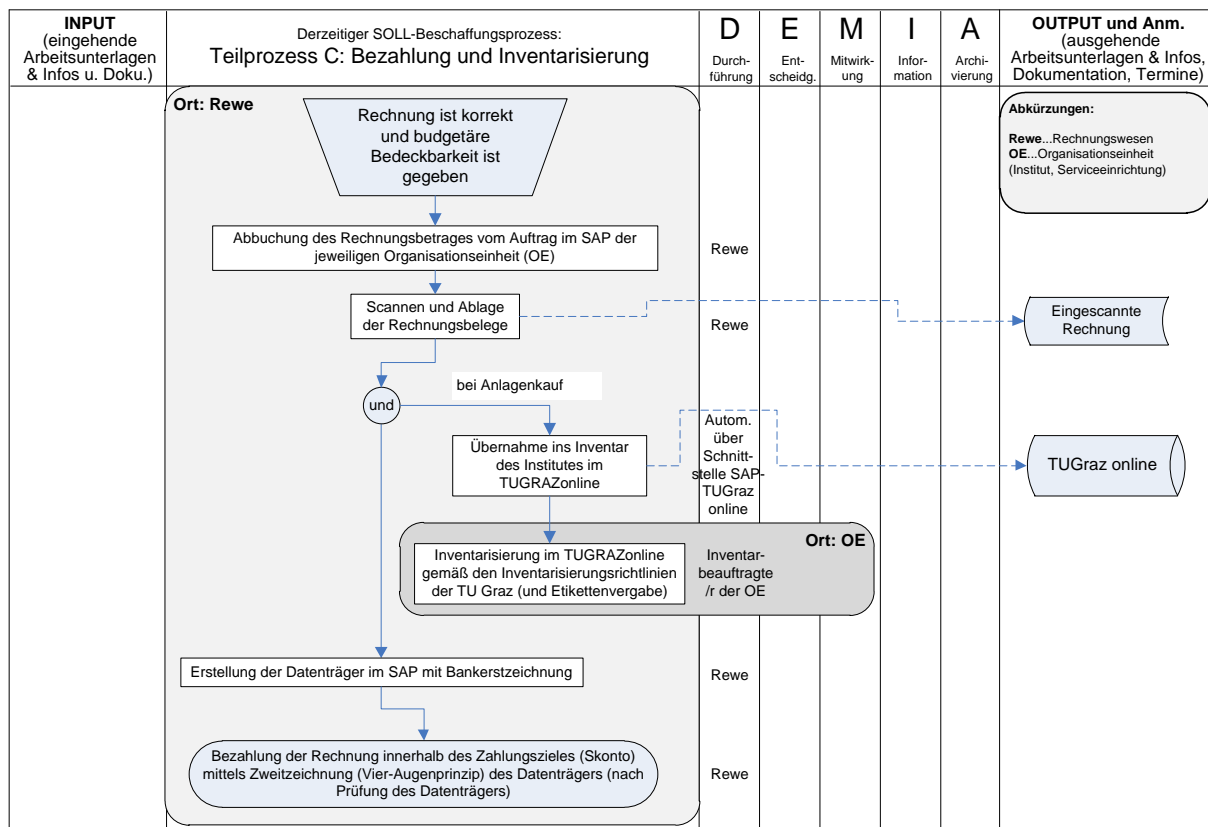 INPUT
(eingehende
Arbeitsunterlagen
& Infos u. Doku.)
Derzeitiger SOLL-Beschaffungsprozess:
Teilprozess C: Bezahlung und Inventarisierung
D
Durch-
führung
E
Ent-
scheidg.
M
Mitwirk-
kung
I
Infor-
mation
A
Archi-
vierung
OUTPUT und Anm.
(ausgehende
Arbeitsunterlagen & Infos,
Dokumentation, Termine)
Ort: Rewe
Rechnung ist korrekt
und budgetäre
Bedeckbarkeit ist
gegeben
Abkürzungen:
Rewe...Rechnungswesen
OE...Organisationseinheit
(Institut, Serviceeinrichtung)
Abbuchung des Rechnungsbetrages vom Auftrag im SAP der
jeweiligen Organisationseinheit (OE)
Rewe
Scannen und Ablage
der Rechnungsbelege
Rewe
Eingescannte
Rechnung
und
bei Anlagenkauf
Übernahme ins Inventar
des Institutes im
TUGRAZonline
Autom.
über
Schnitt-
stelle SAP-
TUGraz
online
TUGraz online
Ort: OE
Inventarisierung im TUGRAZonline
gemäß den Inventarisierungsrichtlinien
der TU Graz (und Etikettenvergabe)
Inventar-
beauftragte
/r der OE
Erstellung der Datenträger im SAP mit Bankerstzeichnung
Rewe
Bezahlung der Rechnung innerhalb des Zahlungszieles (Skonto)
mittels Zweitzeichnung (Vier-Augenprinzip) des Datenträgers (nach
Prüfung des Datenträgers)
Rewe